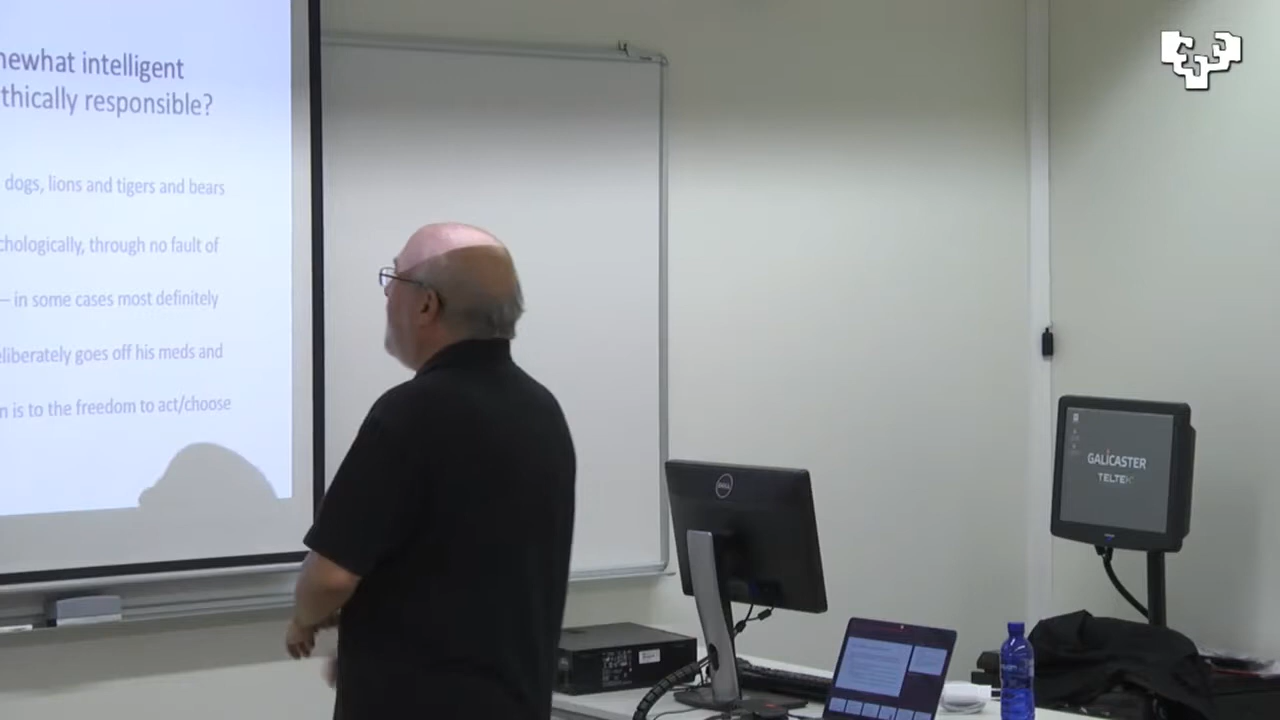 newhat intelligent
thically responsible?
dogs, lions and tigers and bears
chologically, through no fault of
– in some cases most definitely
eliberately goes off his meds and
n is to the freedom to act/choose
DELL
GALICASTER
TELTEK